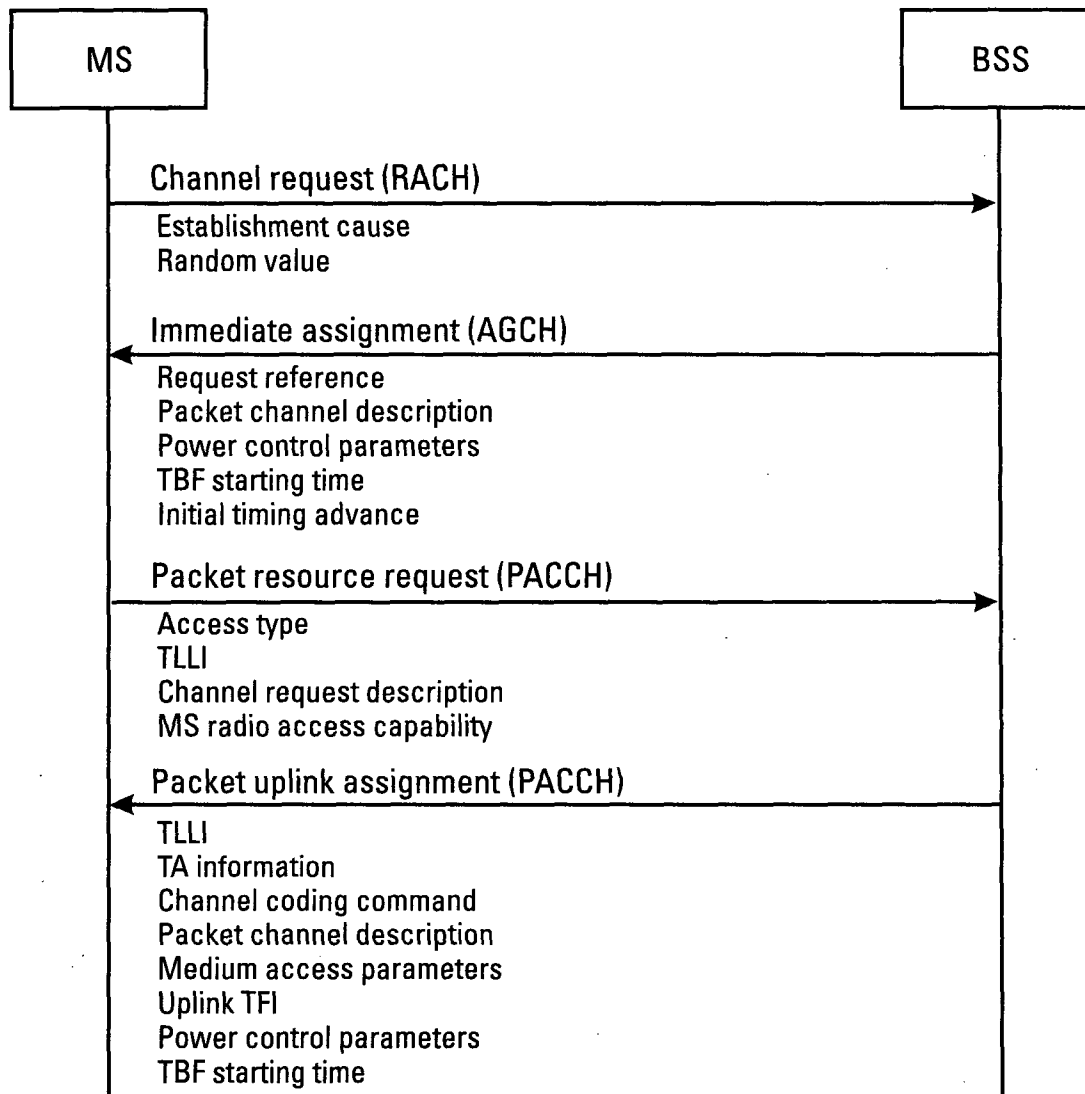 MS
BSS
Channel request (RACH)
Establishment cause
Random value
Immediate assignment (AGCH)
Request reference
Packet channel description
Power control parameters
TBF starting time
Initial timing advance
Packet resource request (PACCH)
Access type
TLLI
Channel request description
MS radio access capability
Packet uplink assignment (PACCH)
TLLI
TA information
Channel coding command
Packet channel description
Medium access parameters
Uplink TFI
Power control parameters
TBF starting time